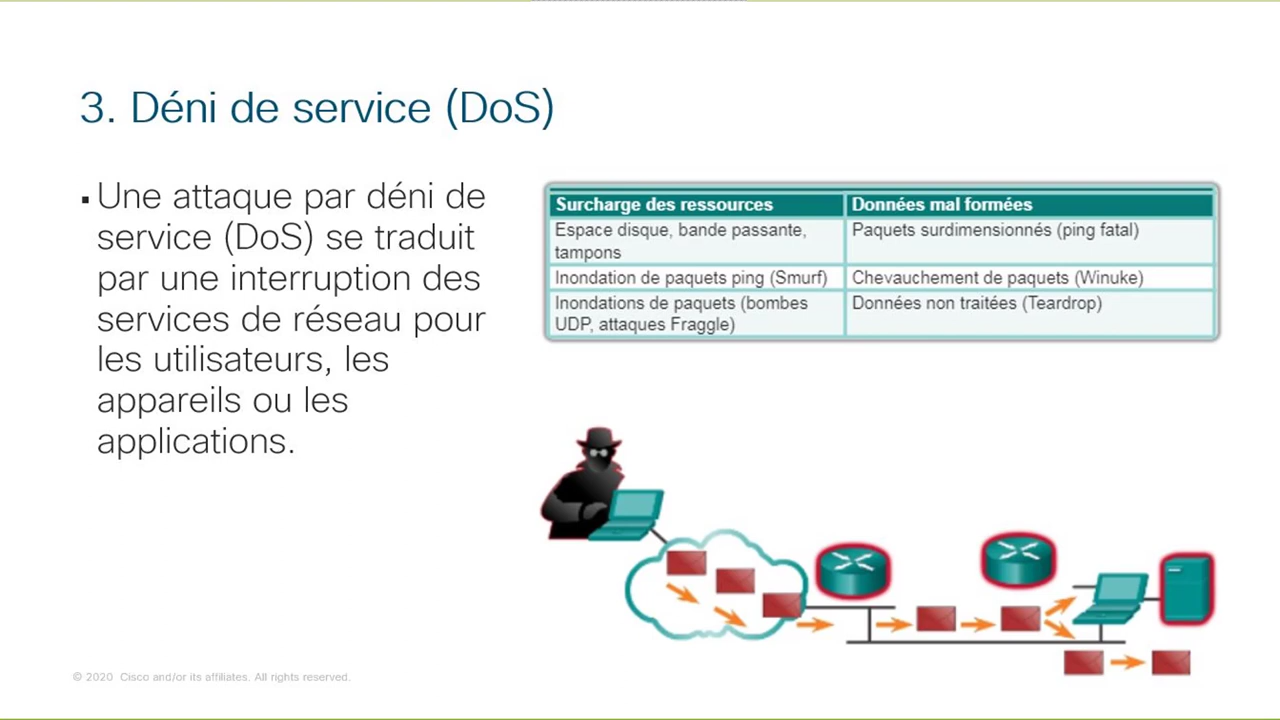 3. Déni de service (DoS)
▪ Une attaque par déni de
service (DoS) se traduit
par une interruption des
services de réseau pour
les utilisateurs, les
appareils ou les
applications.
Surcharge des ressources
Données mal formées
Espace disque, bande passante,
tampons
Paquets surdimensionnés (ping fatal)
Inondation de paquets ping (Smurf)
Chevauchement de paquets (Winuke)
Inondations de paquets (bombes
UDP, attaques Fraggle)
Données non traitées (Teardrop)
© 2020 Cisco and/or its affiliates. All rights reserved.